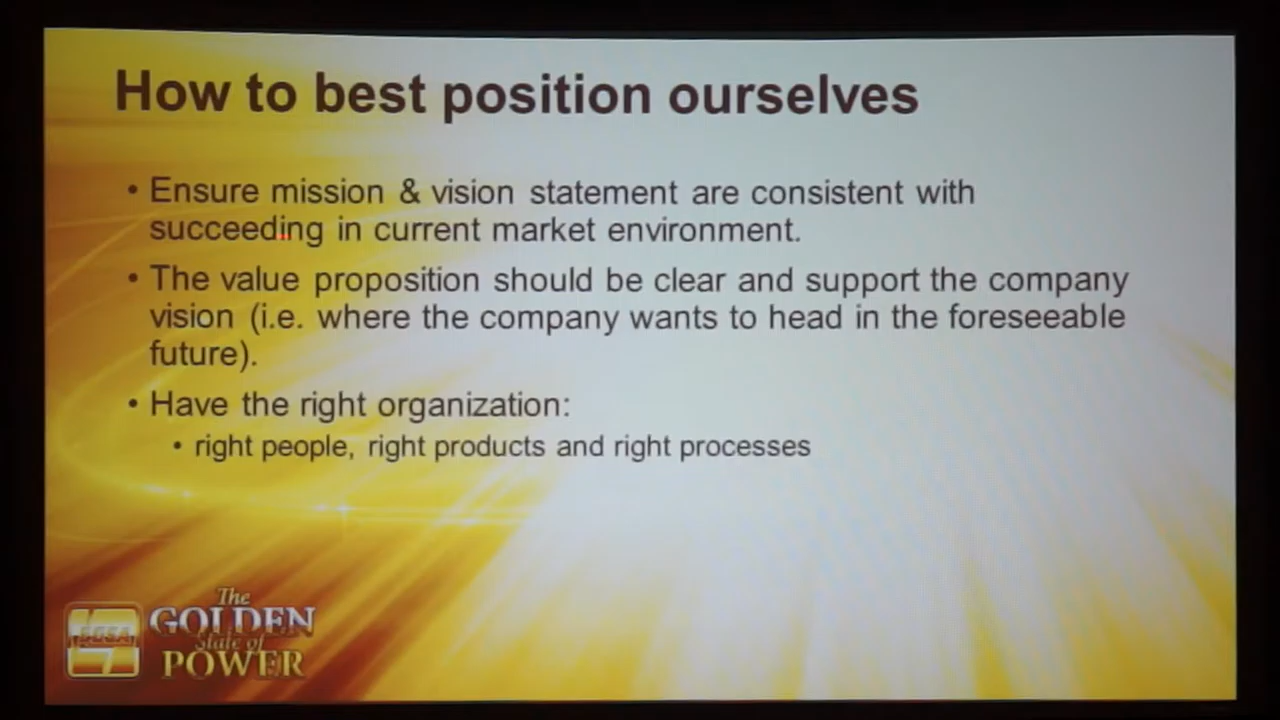 How to best position ourselves
• Ensure mission & vision statement are consistent with
succeeding in current market environment.
• The value proposition should be clear and support the company
vision (i.e. where the company wants to head in the foreseeable
future).
• Have the right organization:
• right people, right products and right processes
The
GOLDEN
State of
POWER